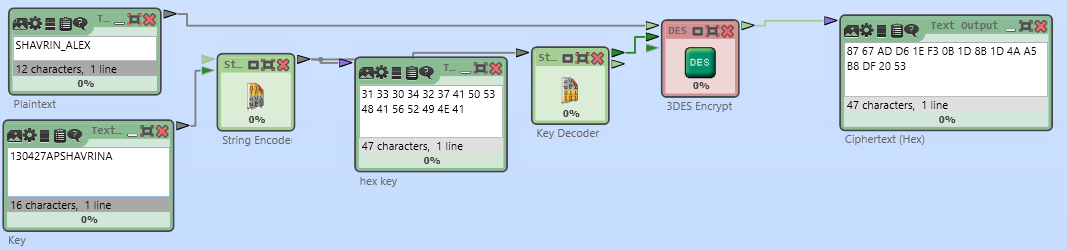 T...
SHAVRIN_ALEX
12 characters, 1 line
0%
Plaintext
Text...
130427APSHAVRINA
16 characters, 1 line
0%
Key
St...
0%
String Encoder
T...
31 33 30 34 32 37 41 50 53
48 41 56 52 49 4E 41
47 characters, 1 line
0%
hex key
St...
0%
Key Decoder
DES
DES
0%
3DES Encrypt
Text Output
87 67 AD D6 1E F3 0B 1D 8B 1D 4A A5
B8 DF 20 53
47 characters, 1 line
0%
Ciphertext (Hex)